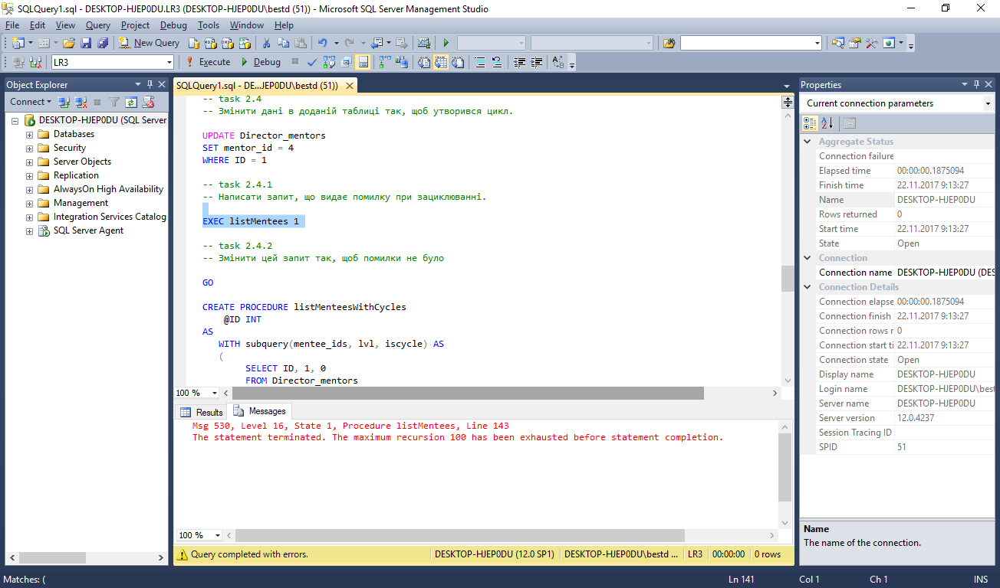 SQLQuery1.sql - DESKTOP-HJEP0DU.LR3 (DESKTOP-HJEP0DU\bestd (51)) - Microsoft SQL Server Management Studio
File Edit View Query Project Debug Tools Window Help
New Query
LR3 Execute Debug
Object Explorer
Connect
DESKTOP-HJEP0DU (SQL Server
Databases
Security
Server Objects
Replication
AlwaysOn High Availability
Management
Integration Services Catalog
SQL Server Agent
SQLQuery1.sql - DE...JEP0DU\bestd (51))
-- task 2.4
-- Змінити дані в доданій таблиці так, щоб утворився цикл.
UPDATE Director_mentors
SET mentor_id = 4
WHERE ID = 1
-- task 2.4.1
-- Написати запит, що видає помилку при зациклюванні.
EXEC listMentees 1
-- task 2.4.2
-- Змінити цей запит так, щоб помилки не було
GO
CREATE PROCEDURE listMenteesWithCycles
@ID INT
AS
WITH subquery(mentee_ids, lvl, iscycle) AS
(
SELECT ID, 1, 0
FROM Director_mentors
100 %
Results Messages
Msg 530, Level 16, State 1, Procedure listMentees, Line 143
The statement terminated. The maximum recursion 100 has been exhausted before statement completion.
100 %
Query completed with errors. DESKTOP-HJEP0DU (12.0 SP1) DESKTOP-HJEP0DU\bestd ... LR3 00:00:00 0 rows
Properties
Current connection parameters
Aggregate Status
Connection failure
Elapsed time 00:00:00.1875094
Finish time 22.11.2017 9:13:27
Name DESKTOP-HJEP0DU
Rows returned 0
Start time 22.11.2017 9:13:27
State Open
Connection
Connection name DESKTOP-HJEP0DU (DES
Connection Details
Connection elapse 00:00:00.1875094
Connection finish 22.11.2017 9:13:27
Connection rows r 0
Connection start ti 22.11.2017 9:13:27
Connection state Open
Display name DESKTOP-HJEP0DU
Login name DESKTOP-HJEP0DU\best
Server name DESKTOP-HJEP0DU
Server version 12.0.4237
Session Tracing ID
SPID 51
Name
The name of the connection.
Matches: ( Ln 141 Col 1 Ch 1 INS